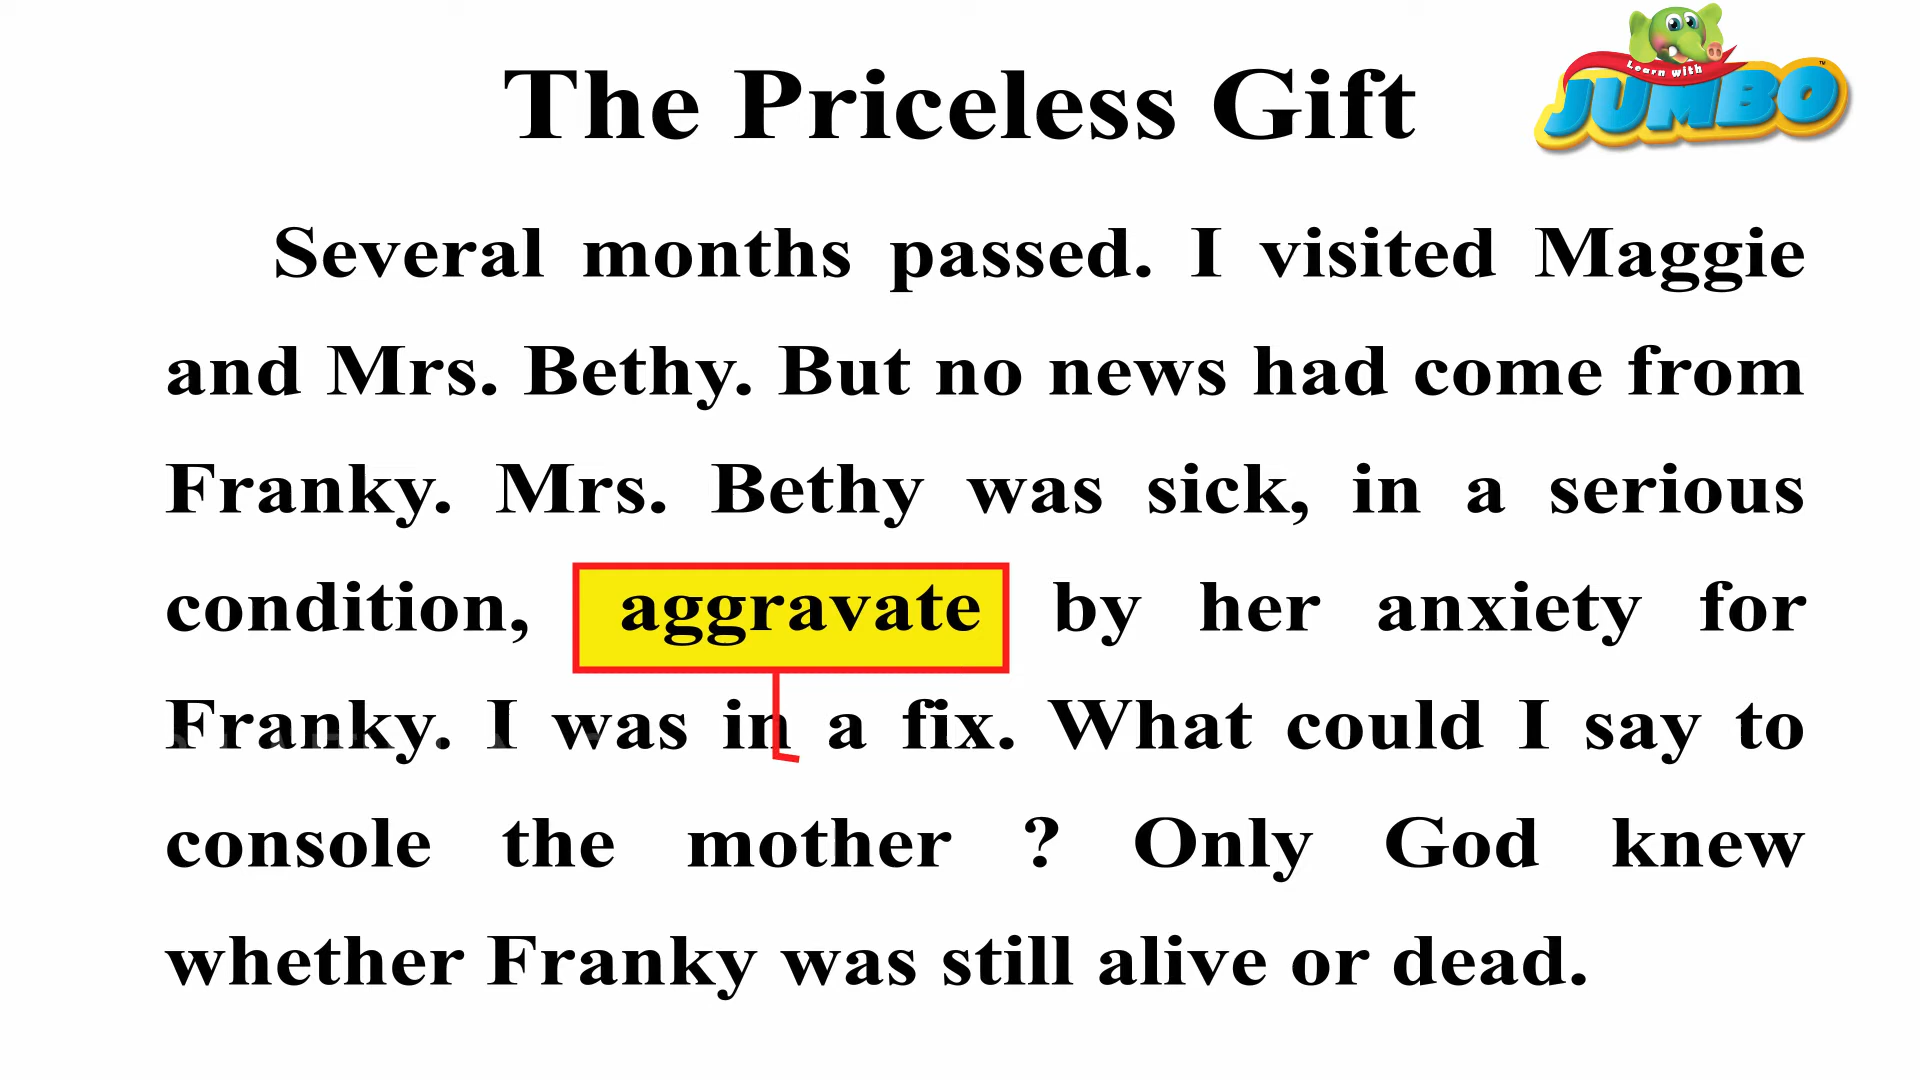 The Priceless Gift
Learn with
JUMBO™
Several months passed. I visited Maggie
and Mrs. Bethy. But no news had come from
Franky. Mrs. Bethy was sick, in a serious
condition, aggravate by her anxiety for
Franky. I was in a fix. What could I say to
console the mother ? Only God knew
whether Franky was still alive or dead.